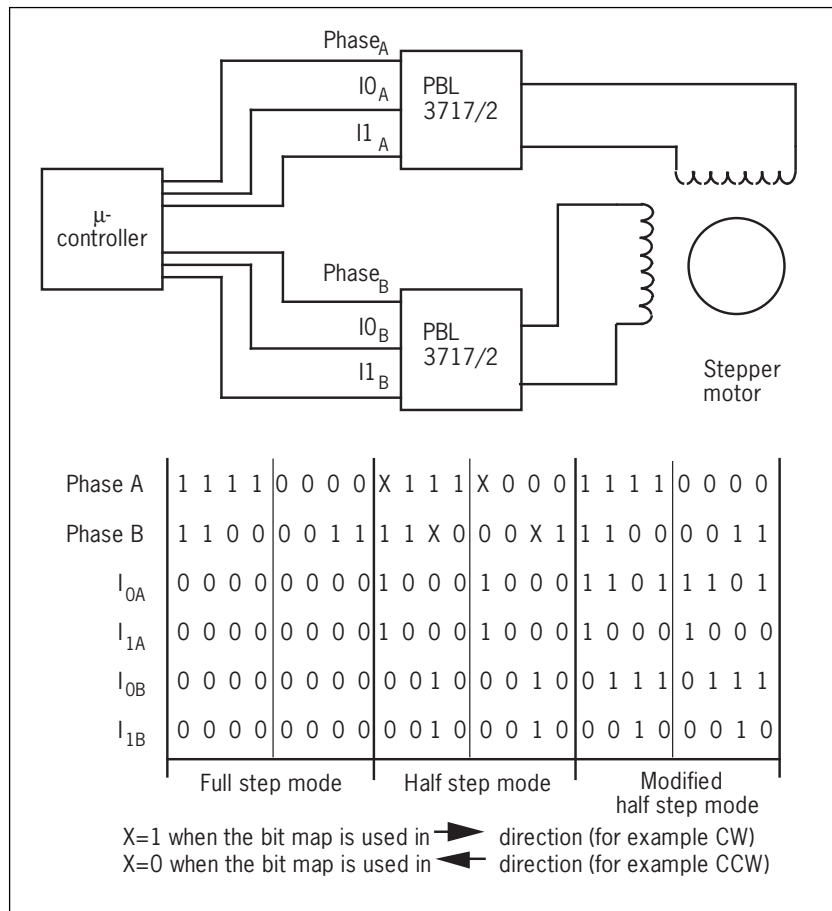 Phase A
I0 A
I1 A
PBL
3717/2
μ-
controller
Phase B
I0 B
I1 B
PBL
3717/2
Stepper
motor
Phase A 1 1 1 1 0 0 0 0 X 1 1 1 X 0 0 0 1 1 1 1 0 0 0 0
Phase B 1 1 0 0 0 0 1 1 1 1 X 0 0 0 X 1 1 1 0 0 0 0 1 1
I0A 0 0 0 0 0 0 0 0 1 0 0 0 1 0 0 0 1 1 0 1 1 1 0 1
I1A 0 0 0 0 0 0 0 0 1 0 0 0 1 0 0 0 1 0 0 0 1 0 0 0
I0B 0 0 0 0 0 0 0 0 0 0 1 0 0 0 1 0 0 1 1 1 0 1 1 1
I1B 0 0 0 0 0 0 0 0 0 0 1 0 0 0 1 0 0 0 1 0 0 0 1 0
Full step mode Half step mode Modified
half step mode
X=1 when the bit map is used in direction (for example CW)
X=0 when the bit map is used in direction (for example CCW)